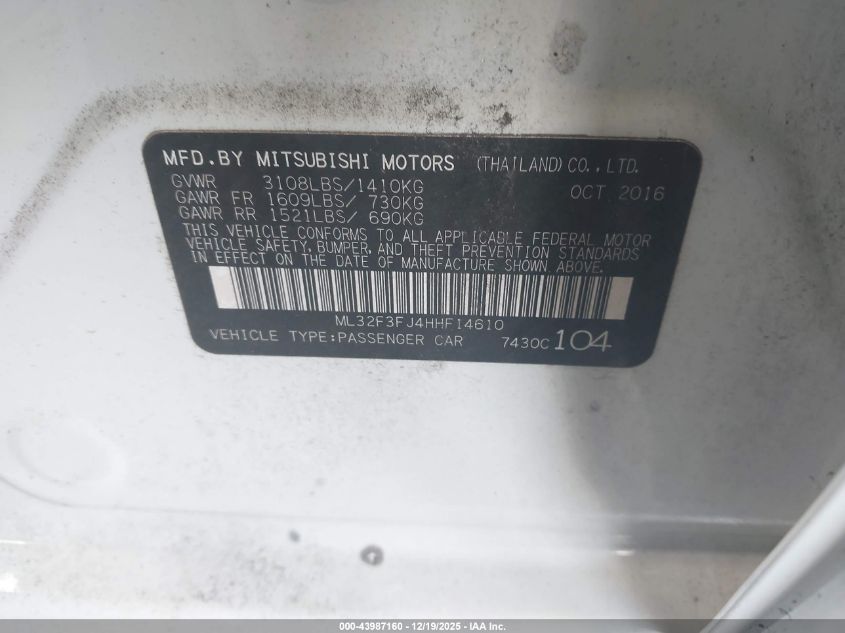 MFD.BY MITSUBISHI MOTORS (THAILAND) CO.,LTD.
GVWR 3108LBS/1410KG OCT 2016
GAWR FR 1609LBS/ 730KG
GAWR RR 1521LBS/ 690KG
THIS VEHICLE CONFORMS TO ALL APPLICABLE FEDERAL MOTOR
VEHICLE SAFETY, BUMPER, AND THEFT PREVENTION STANDARDS
IN EFFECT ON THE DATE OF MANUFACTURE SHOWN ABOVE.
ML32F3FJ4HHF14610
VEHICLE TYPE:PASSENGER CAR 7430C 104
000-43987160 - 12/19/2025 - IAA Inc.